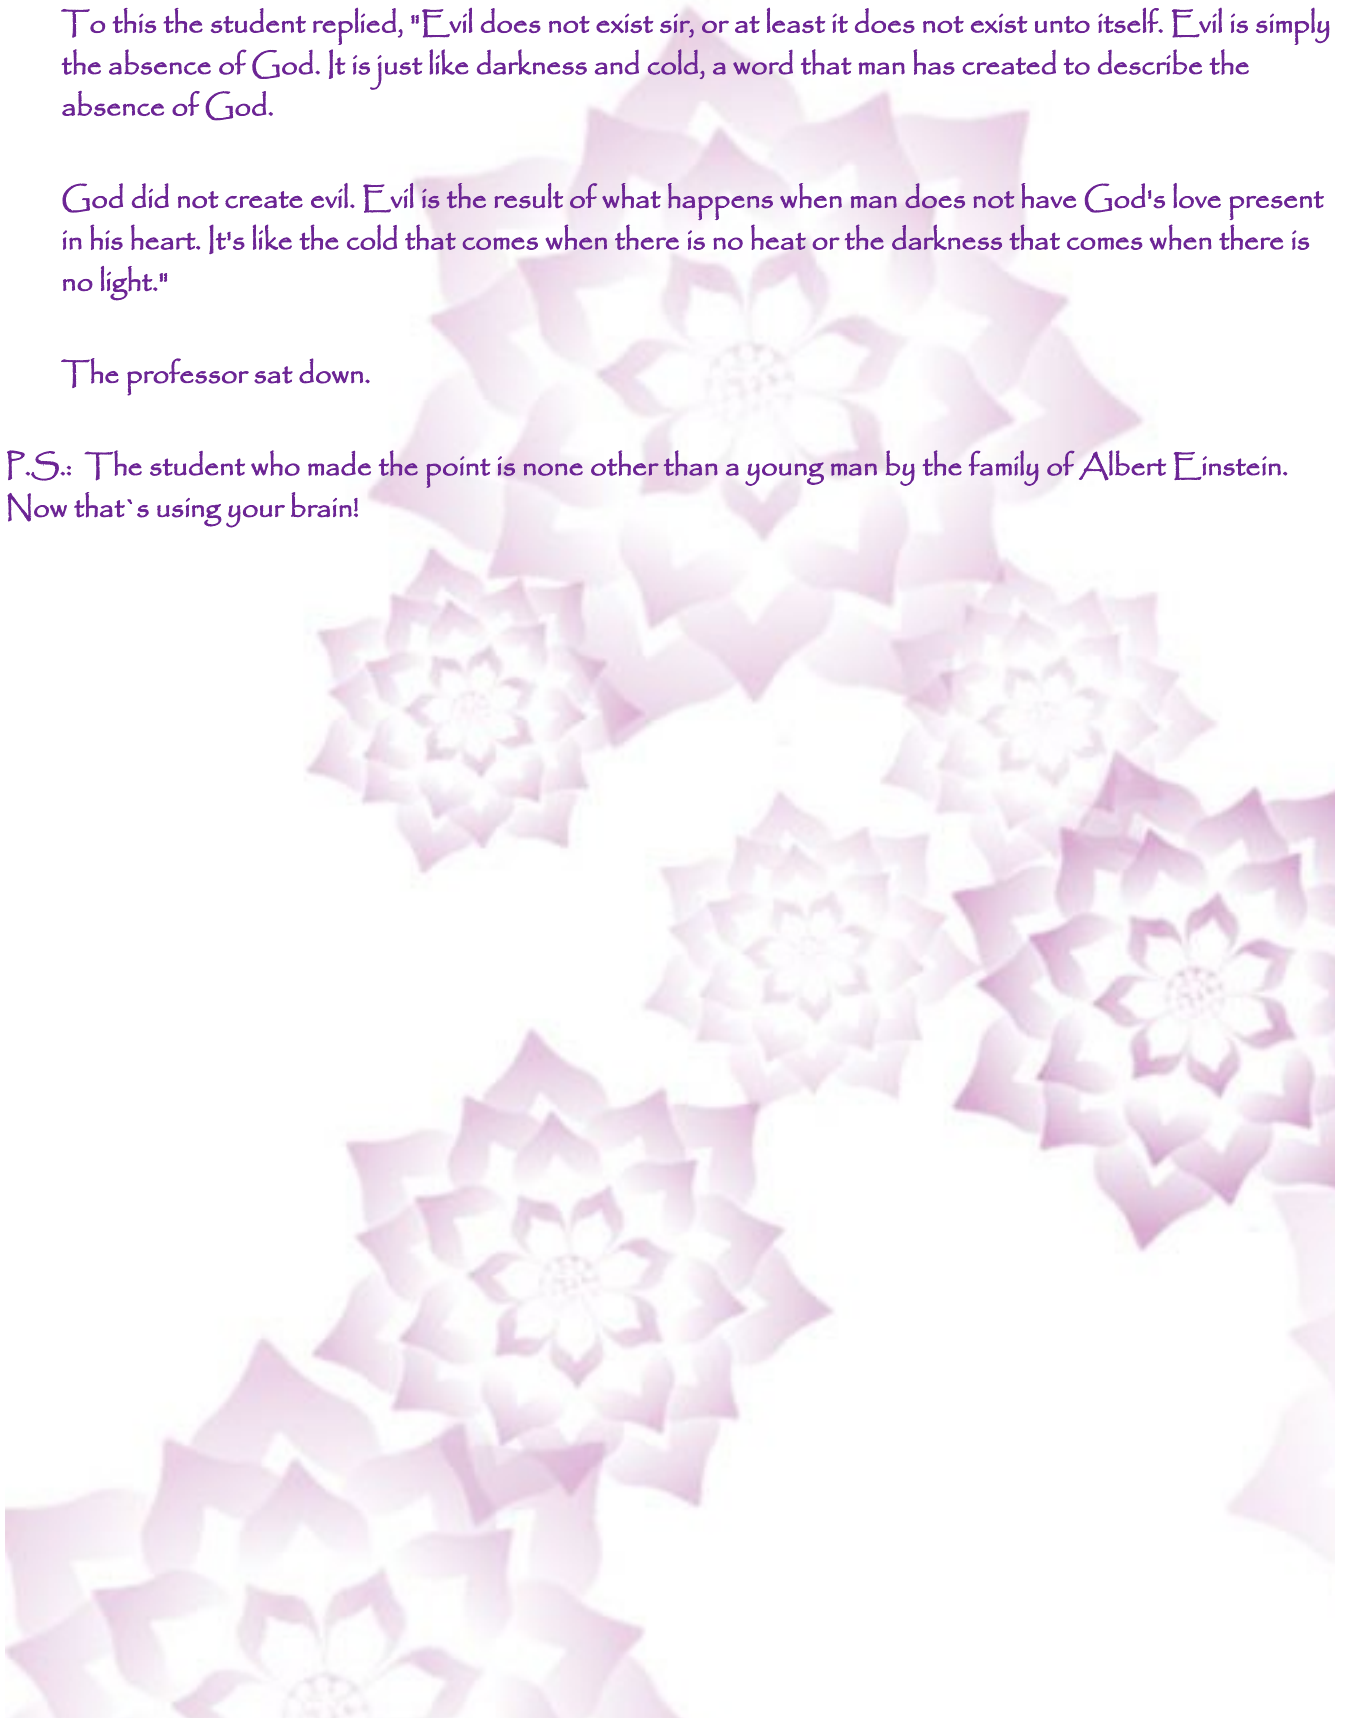 To this the student replied, "Evil does not exist sir, or at least it does not exist unto itself. Evil is simply
the absence of God. It is just like darkness and cold, a word that man has created to describe the
absence of God.
God did not create evil. Evil is the result of what happens when man does not have God's love present
in his heart. It's like the cold that comes when there is no heat or the darkness that comes when there is
no light."
The professor sat down.
P.S.: The student who made the point is none other than a young man by the family of Albert Einstein.
Now that`s using your brain!